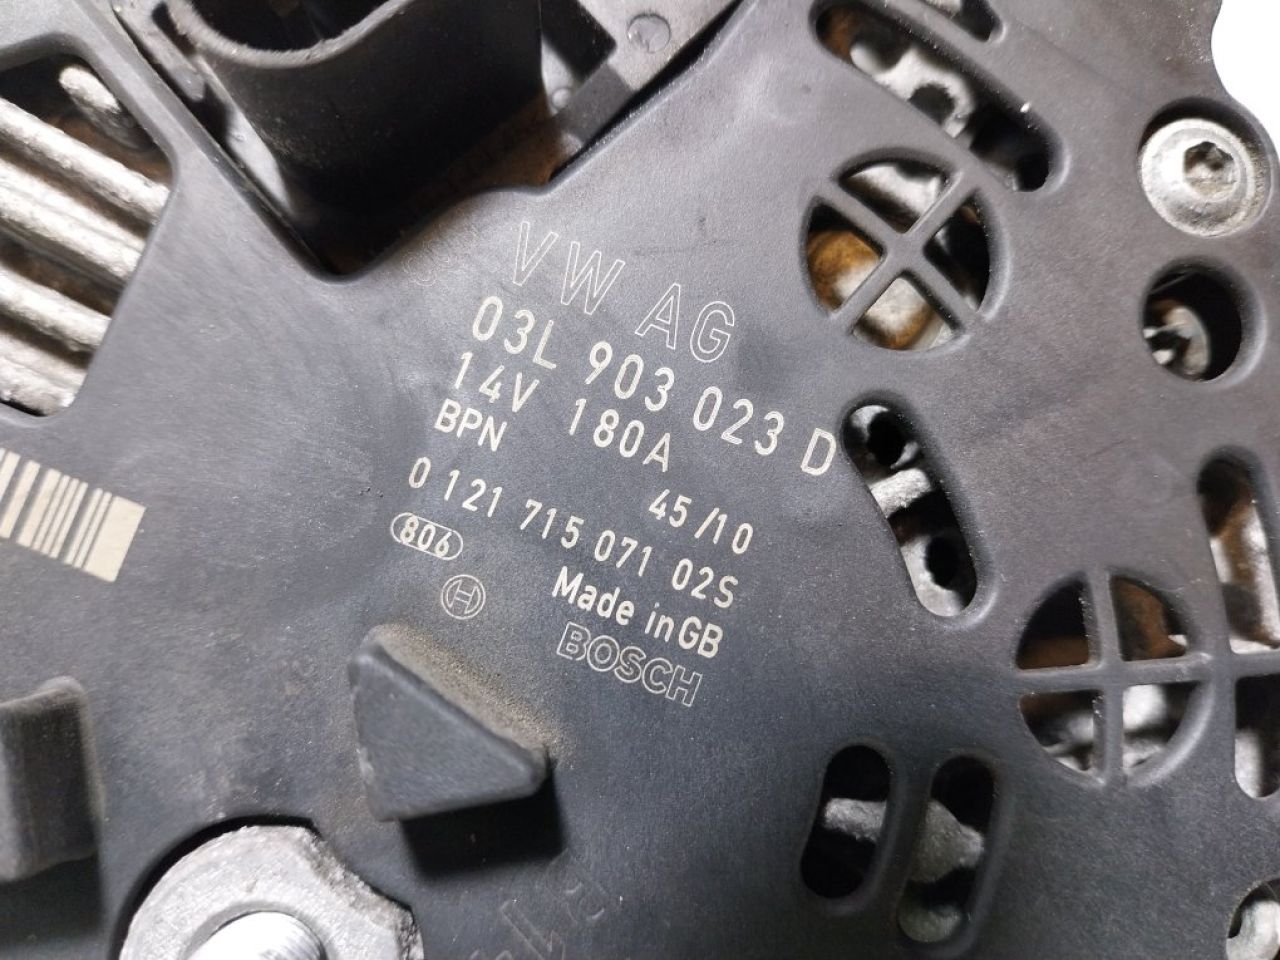 VW AG
03L 903 023 D
14V 180A
BPN 45/10
0 121 715 071 02S
806 Made in GB
BOSCH